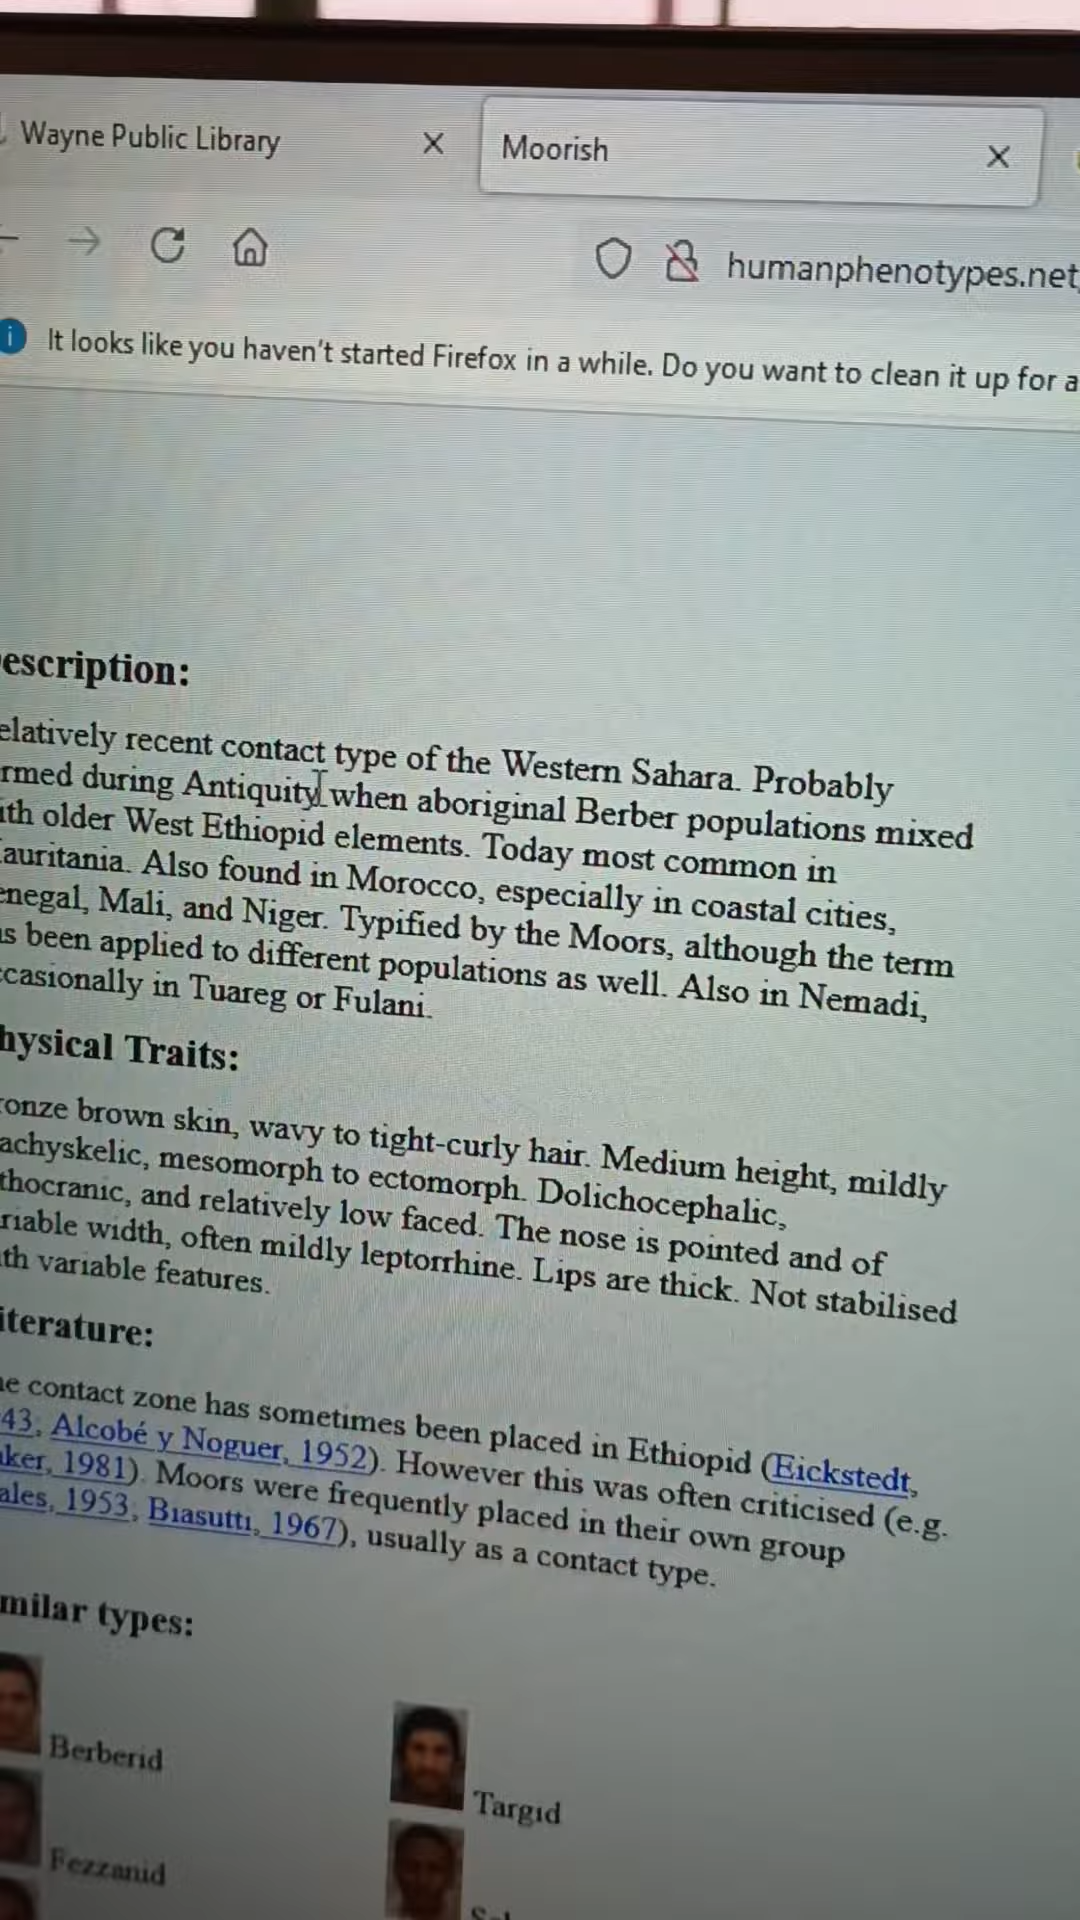 Wayne Public Library
Moorish
humanphenotypes.net
It looks like you haven't started Firefox in a while. Do you want to clean it up for a
escription:
elatively recent contact type of the Western Sahara. Probably
rmed during Antiquity when aboriginal Berber populations mixed
ith older West Ethiopid elements. Today most common in
auritania. Also found in Morocco, especially in coastal cities,
enegal, Mali, and Niger. Typified by the Moors, although the term
as been applied to different populations as well. Also in Nemadi,
ccasionally in Tuareg or Fulani.
hysical Traits:
ronze brown skin, wavy to tight-curly hair. Medium height, mildly
achyskelic, mesomorph to ectomorph. Dolichocephalic,
thocranic, and relatively low faced. The nose is pointed and of
riable width, often mildly leptorrhine. Lips are thick. Not stabilised
ith variable features.
iterature:
he contact zone has sometimes been placed in Ethiopid (Eickstedt,
43; Alcobé y Noguer, 1952). However this was often criticised (e.g.
aker, 1981). Moors were frequently placed in their own group
ales, 1953; Biasutti, 1967), usually as a contact type.
milar types:
Berberid
Targid
Fezzanid